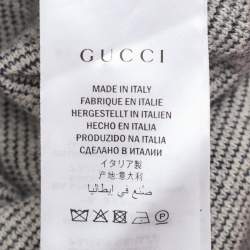 GUCCI
MADE IN ITALY
FABRIQUE EN ITALIE
HERGESTELLT IN ITALIEN
HECHO EN ITALIA
PRODUZIDO NA ITALIA
СДЕЛАНО В ИТАЛИИ
イタリア製
产地:意大利
صنع في إيطاليا